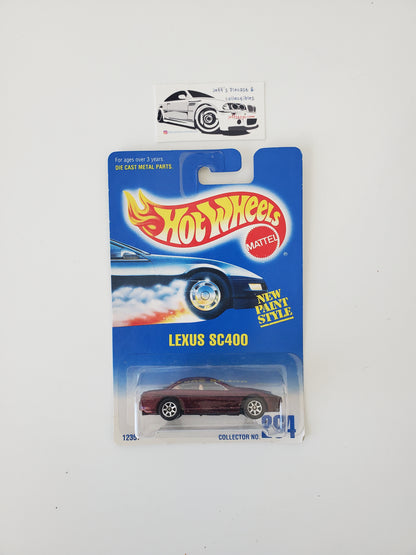 Jeff's Diecast &
collectibles
For ages over 3 years
DIE CAST METAL PARTS
HOT WHEELS
MATTEL
®
NEW
PAINT
STYLE
LEXUS SC400
COLLECTOR NO.